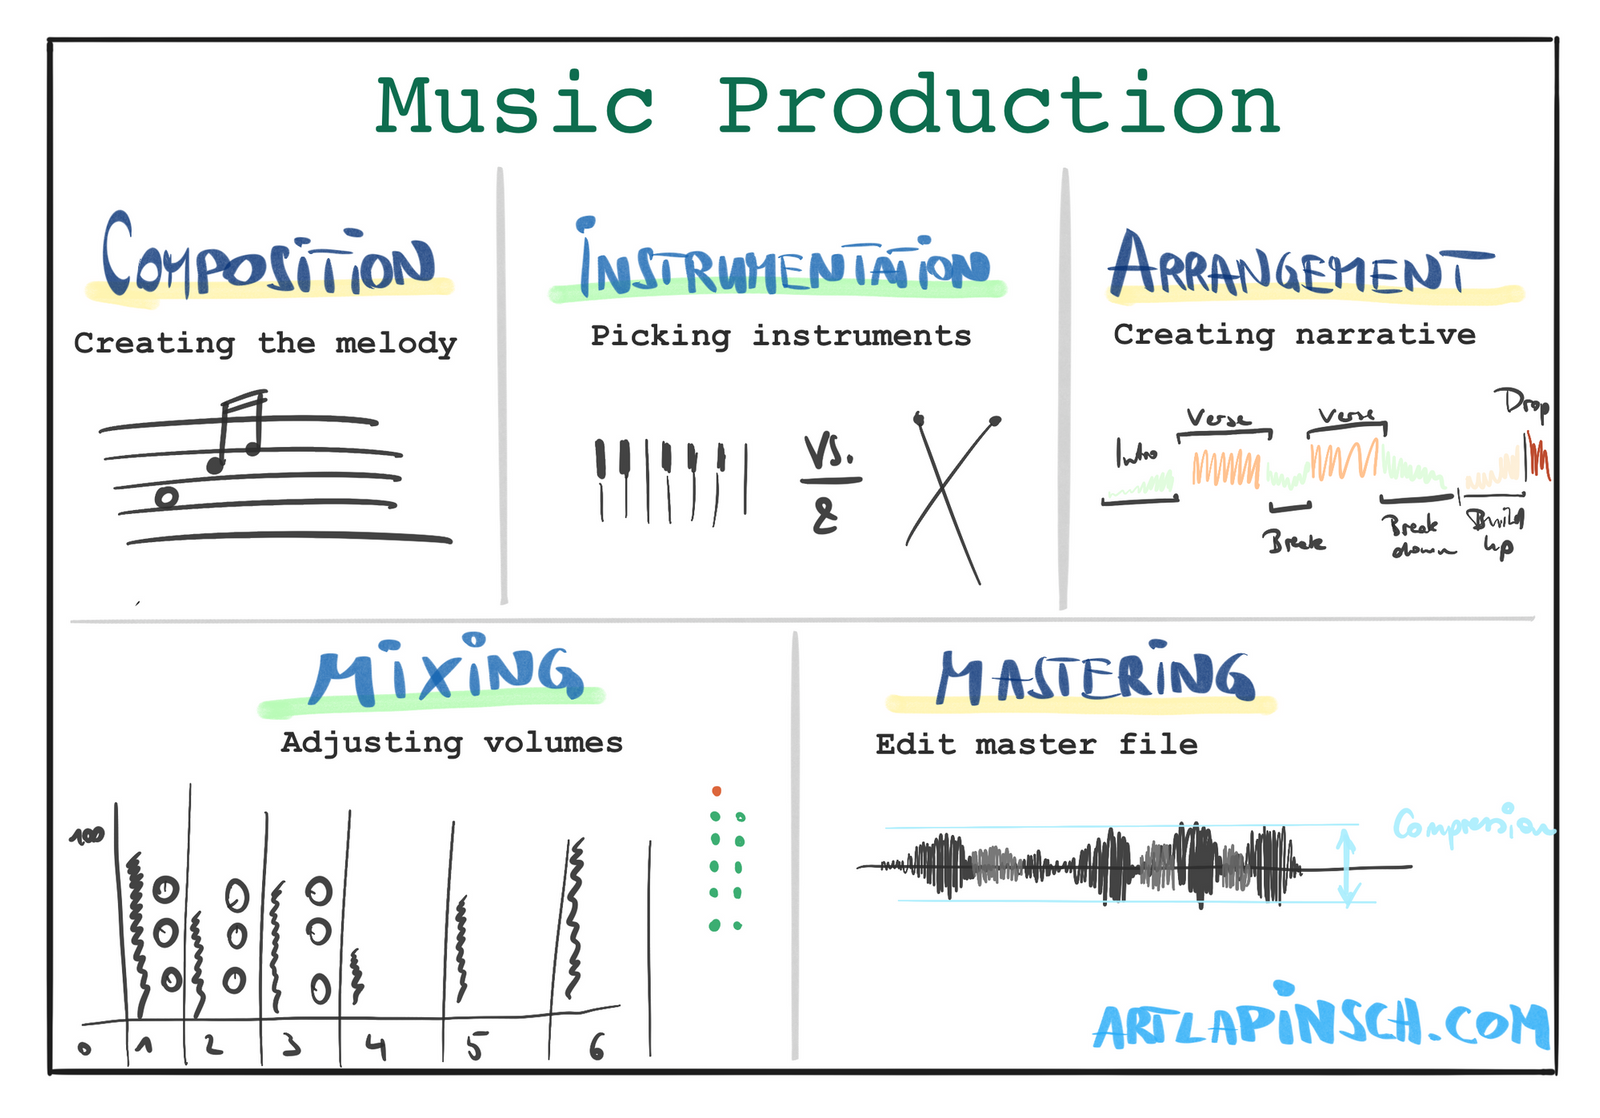 Music Production
COMPOSITION
Creating the melody
INSTRUMENTATION
Picking instruments
VS.
&
ARRANGEMENT
Creating narrative
Intro
Verse
Break
Verse
Break
down
Build
up
Drop
MIXING
Adjusting volumes
100
0 1 2 3 4 5 6
MASTERING
Edit master file
Compression
ARTLAPINSCH.COM